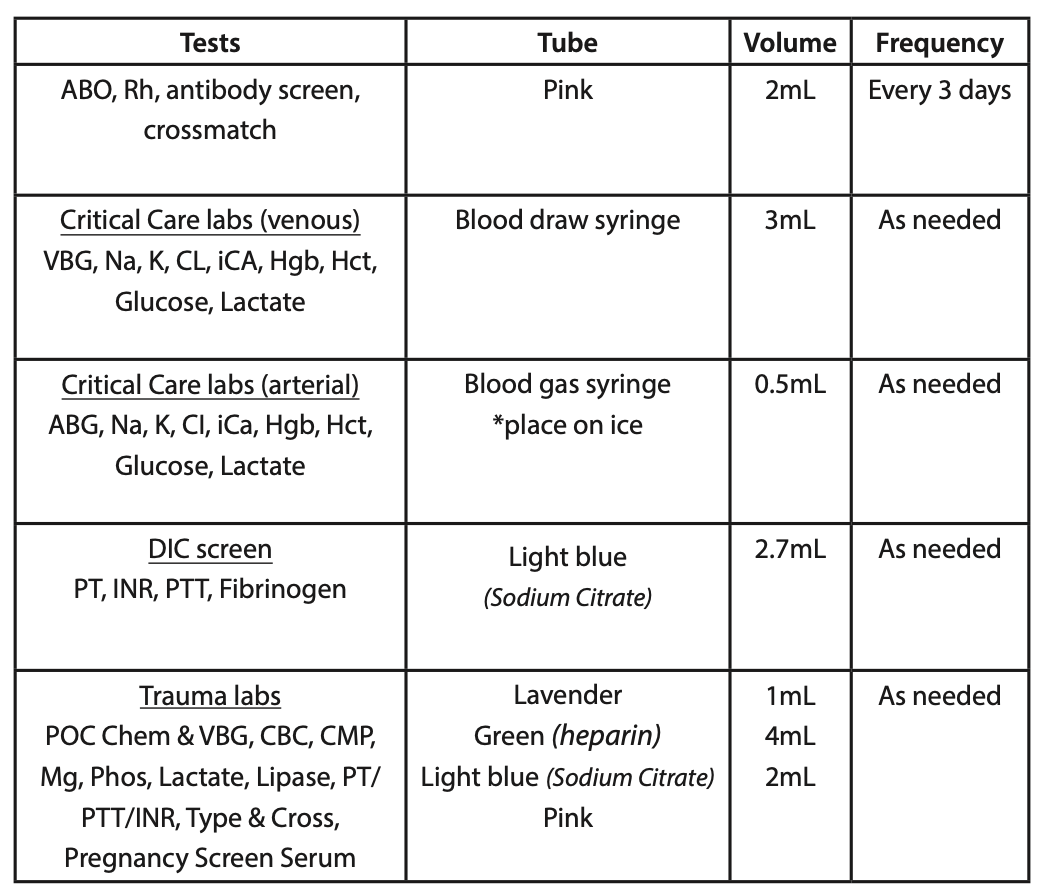 Tests Tube Volume Frequency
ABO, Rh, antibody screen, Pink 2mL Every 3 days
crossmatch
Critical Care labs (venous) Blood draw syringe 3mL As needed
VBG, Na, K, CL, iCA, Hgb, Hct,
Glucose, Lactate
Critical Care labs (arterial) Blood gas syringe 0.5mL As needed
ABG, Na, K, Cl, iCa, Hgb, Hct, *place on ice
Glucose, Lactate
DIC screen Light blue 2.7mL As needed
PT, INR, PTT, Fibrinogen (Sodium Citrate)
Trauma labs Lavender 1mL As needed
POC Chem & VBG, CBC, CMP, Green (heparin) 4mL
Mg, Phos, Lactate, Lipase, PT/ Light blue (Sodium Citrate) 2mL
PTT/INR, Type & Cross, Pink
Pregnancy Screen Serum